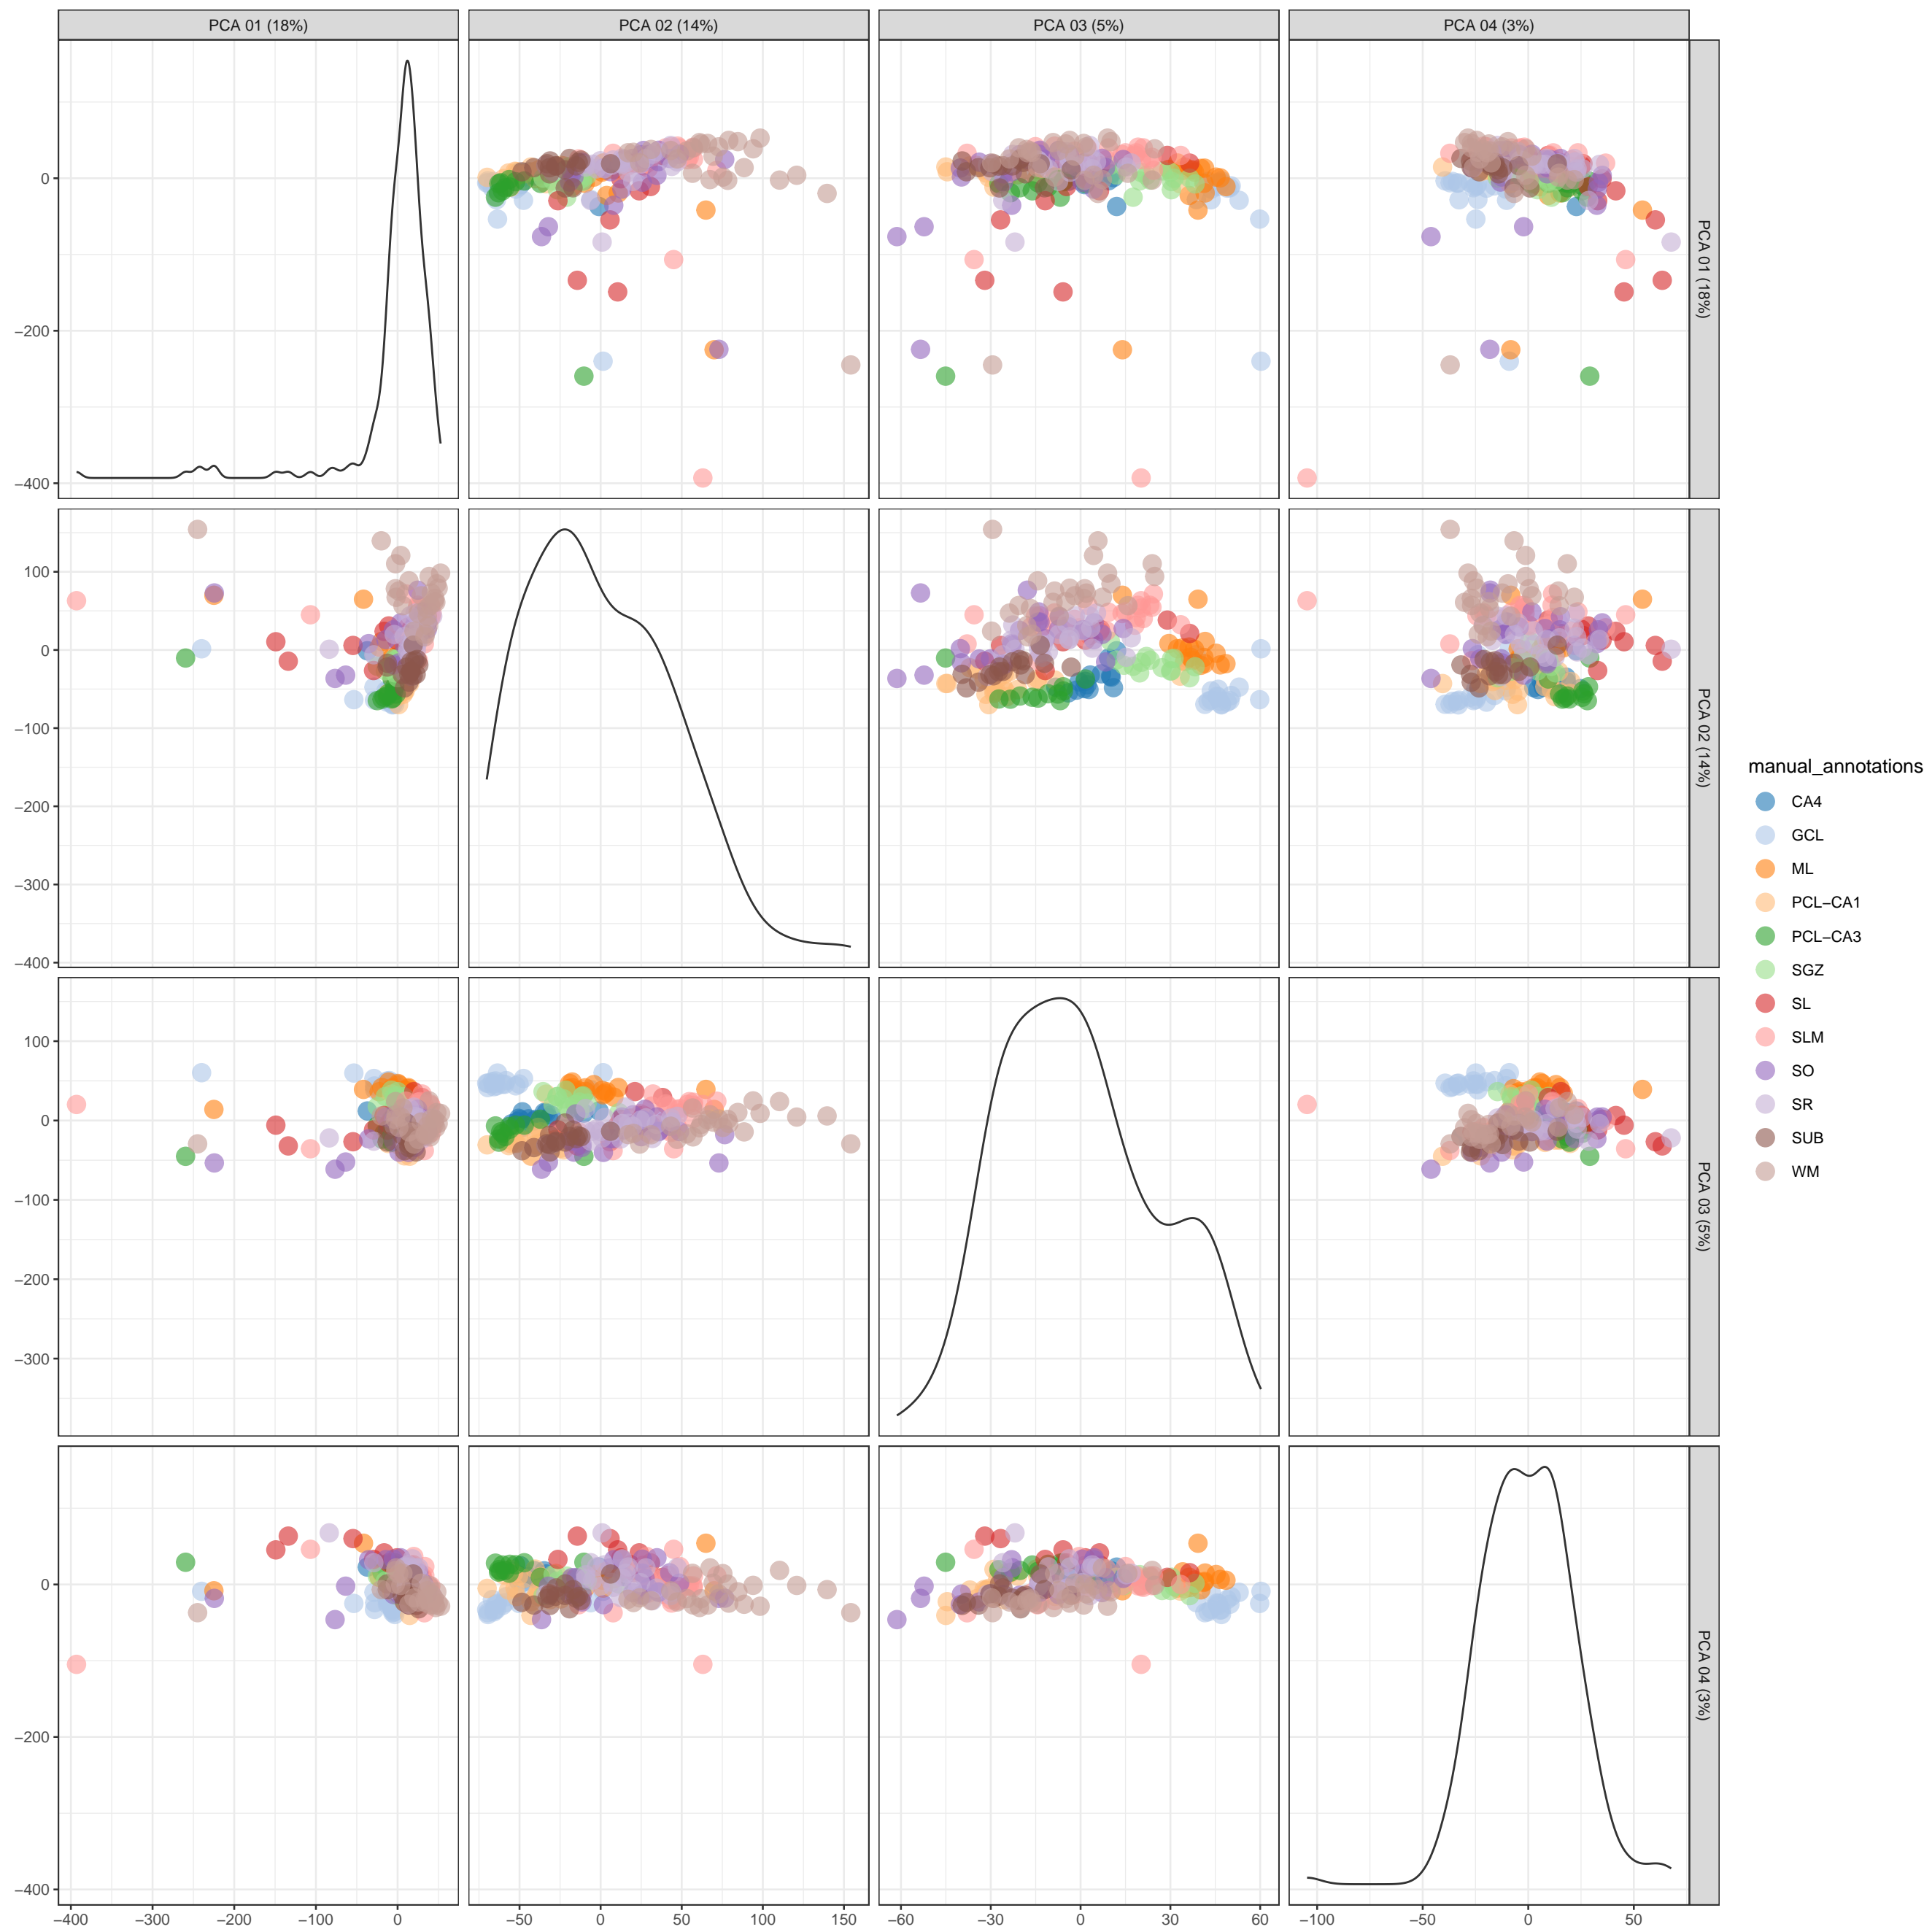 PCA 01 (18%)
PCA 02 (14%)
PCA 03 (5%)
PCA 04 (3%)
0
−200
−400
PCA 01 (18%)
100
0
−100
−200
−300
−400
PCA 02 (14%)
100
0
−100
−200
−300
PCA 03 (5%)
0
−200
−400
PCA 04 (3%)
−400 −300 −200 −100 0
−50 0 50 100 150
−60 −30 0 30 60
−100 −50 0 50
manual_annotations
CA4
GCL
ML
PCL−CA1
PCL−CA3
SGZ
SL
SLM
SO
SR
SUB
WM